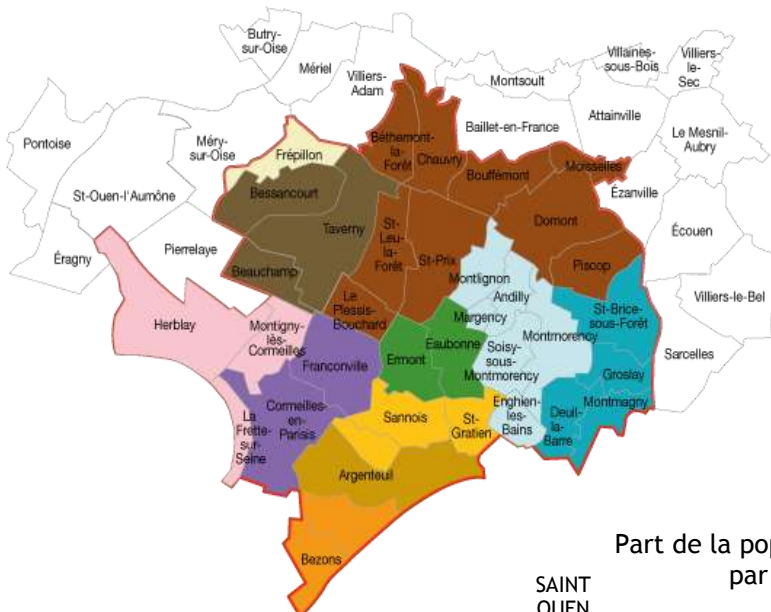 Butry-
sur-Oise
Mériel
Villiers-
Adam
Montsoult
Villaines-
sous-Bois
Villiers-
le-
Sec
Attainville
Baillet-en-France
Le Mesnil-
Aubry
Pontoise
Méry-
sur-Oise
Frépillon
Béthemont-
la-
Forêt
Chauvry
Bouffémont
Moisselles
Ézanville
St-Ouen-l'Aumône
Bessancourt
Taverny
St-
Leu-
la-
Forêt
St-Prix
Domont
Écouen
Éragny
Pierrelaye
Beauchamp
Piscop
Montlignon
Andilly
Villiers-le-Bel
Le
Plessis-
Bouchard
St-Brice-
sous-Forêt
Herblay
Montigny-
lès-
Cormeilles
Margency
Montmorency
Sarcelles
Franconville
Ermont
Eaubonne
Soisy-
sous-
Montmorency
Groslay
Montmagny
La
Frette-
sur-
Seine
Cormeilles-
en-
Parisis
Sannois
St-
Gratien
Enghien-
les-
Bains
Deuil-
la-
Barre
Argenteuil
Bezons
Part de la pop
par
SAINT
OUEN